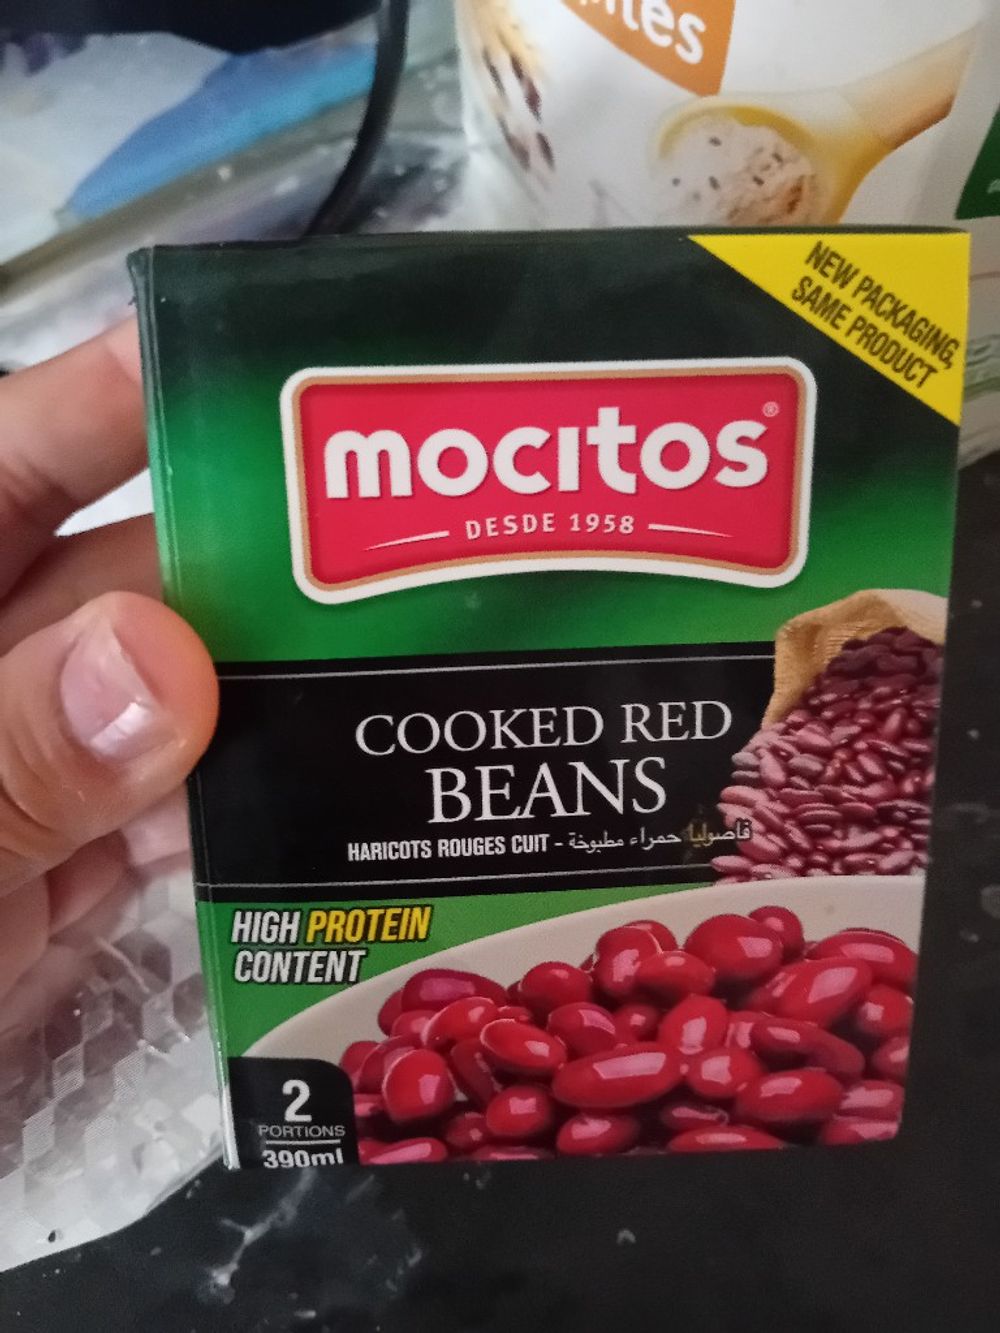 NEW PACKAGING,
SAME PRODUCT
mocitos®
DESDE 1958
COOKED RED
BEANS
HARICOTS ROUGES CUIT - فاصوليا حمراء مطبوخة
HIGH PROTEIN
CONTENT
2
PORTIONS
390ml